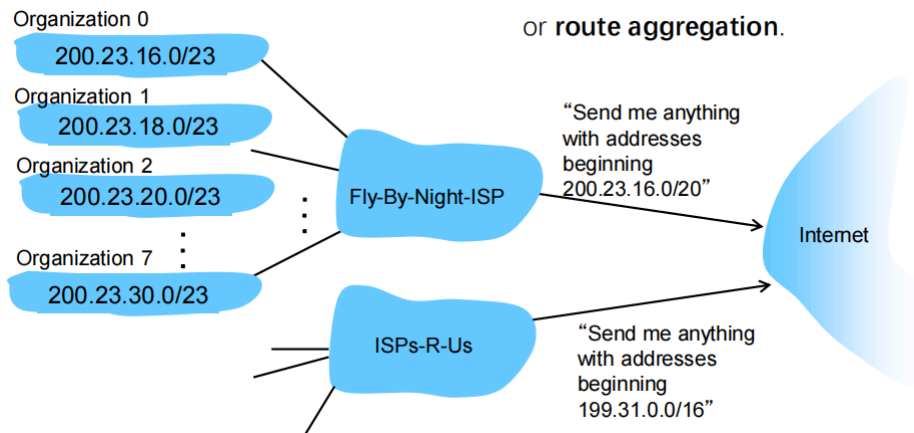 or route aggregation.
Organization 0
200.23.16.0/23
Organization 1
200.23.18.0/23
Organization 2
200.23.20.0/23
Organization 7
200.23.30.0/23
Fly-By-Night-ISP
“Send me anything
with addresses
beginning
200.23.16.0/20”
Internet
ISPs-R-Us
“Send me anything
with addresses
beginning
199.31.0.0/16”